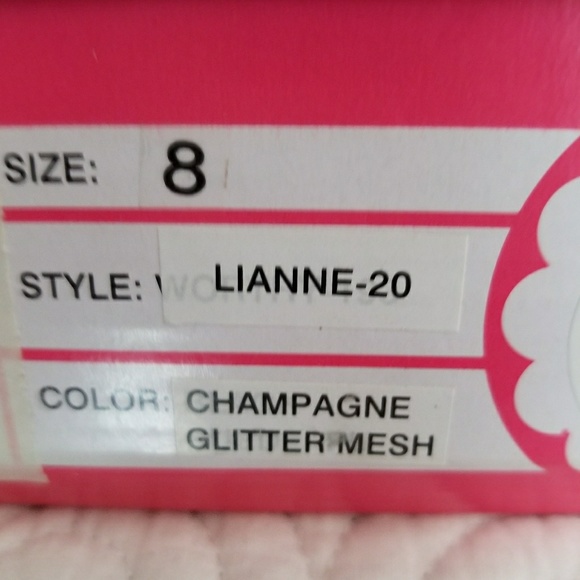 SIZE: 8
STYLE: LIANNE-20
COLOR: CHAMPAGNE
GLITTER MESH